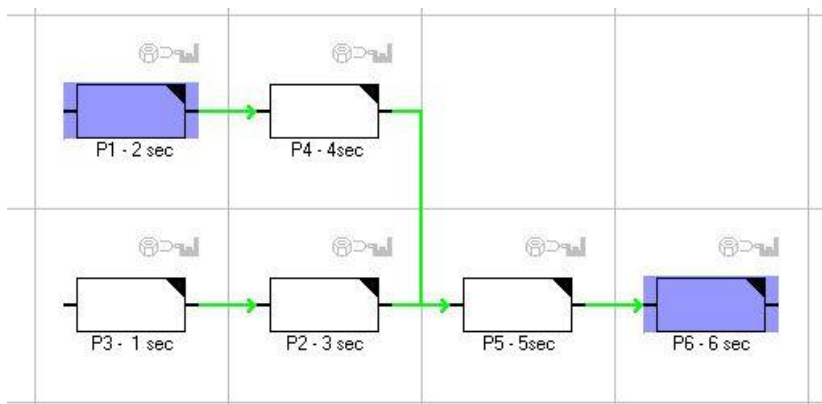 P1 - 2 sec
P4 - 4sec
P3 - 1 sec
P2 - 3 sec
P5 - 5sec
P6 - 6 sec